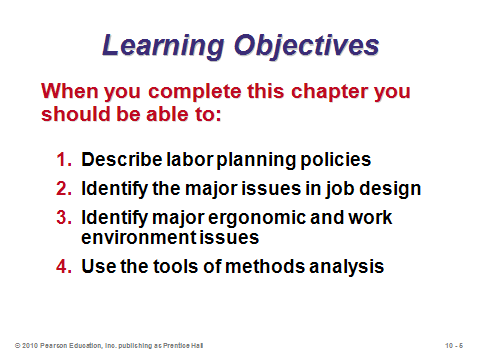 Learning Objectives
When you complete this chapter you
should be able to:
1. Describe labor planning policies
2. Identify the major issues in job design
3. Identify major ergonomic and work
environment issues
4. Use the tools of methods analysis
© 2010 Pearson Education, Inc. publishing as Prentice Hall
10 - 5